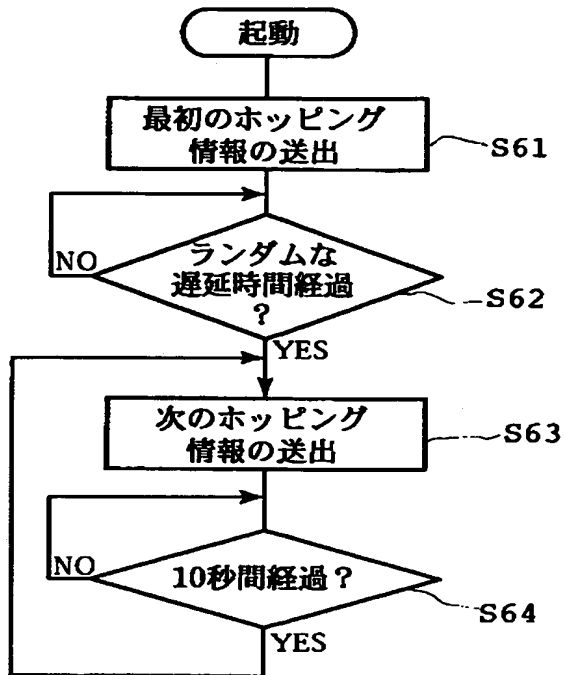 起動
最初のホッピング
情報の送出
S61
NO
ランダムな
遅延時間経過
?
S62
YES
次のホッピング
情報の送出
S63
NO
10秒間経過?
S64
YES